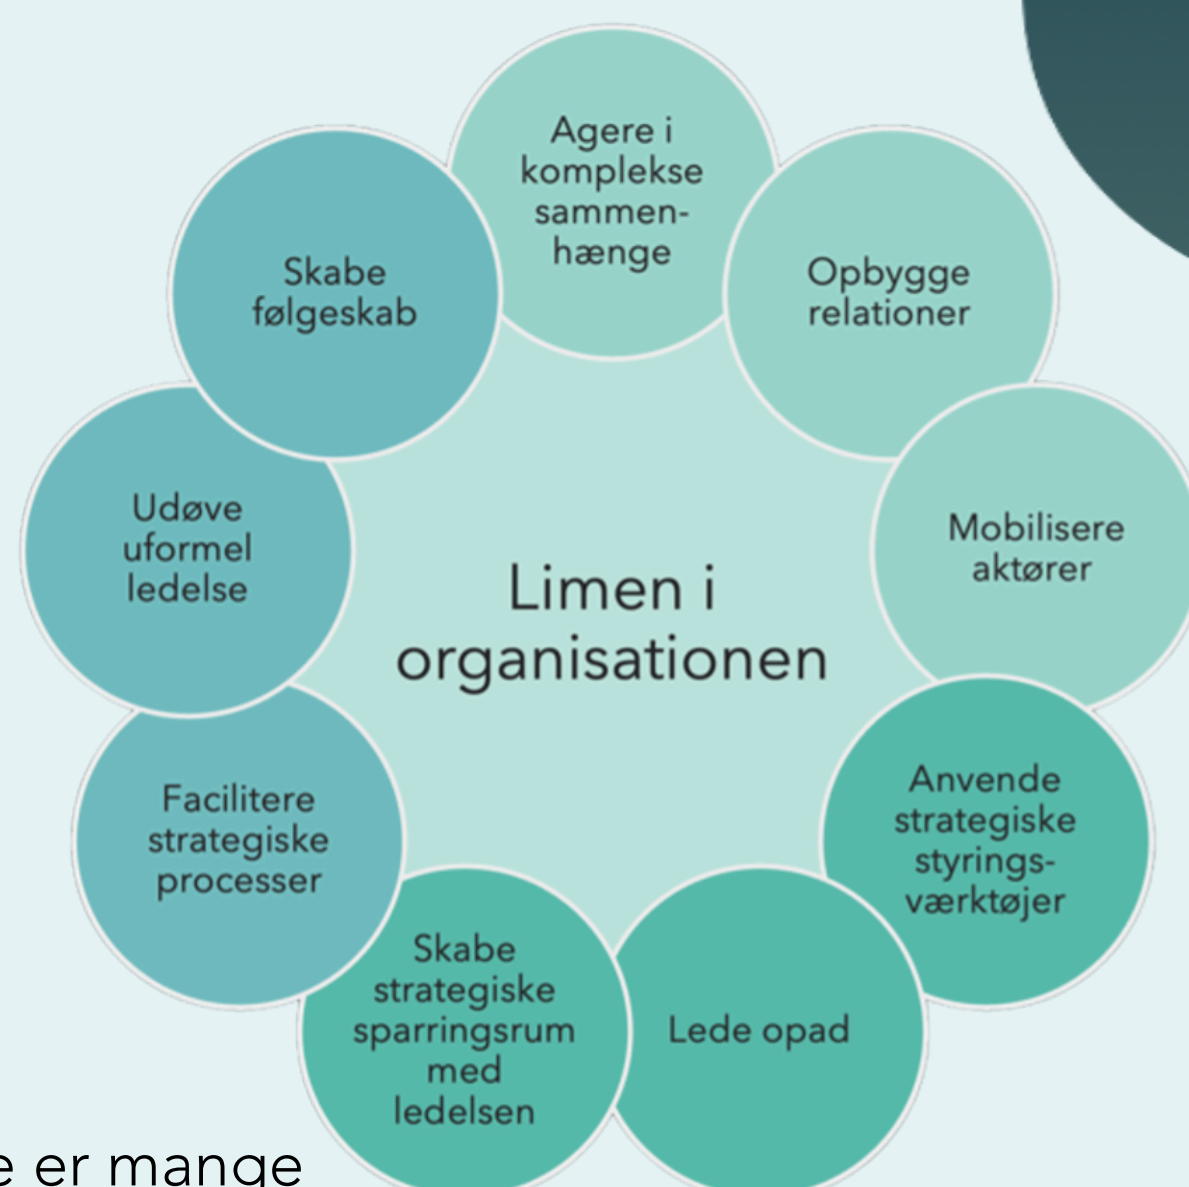 Agere i
komplekse
sammen-
hænge
Opbygge
relationer
Mobilisere
aktører
Anvende
strategiske
styrings-
værktøjer
Lede opad
Skabe
strategiske
sparringsrum
med
ledelsen
Facilitere
strategiske
processer
Udøve
uformel
ledelse
Skabe
følgeskab
Limen i
organisationen
er mange